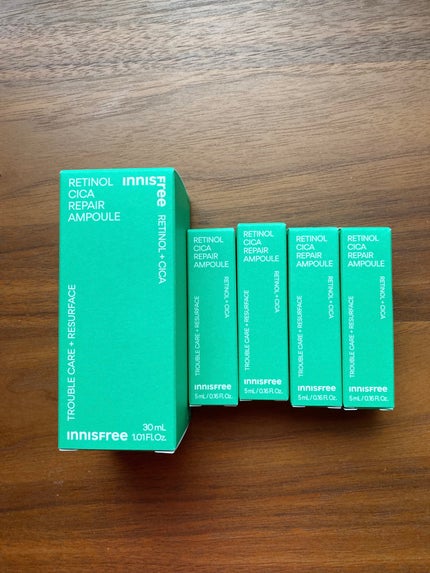 RETINOL
CICA
REPAIR
AMPOULE
innisfree
RETINOL + CICA
TROUBLE CARE + RESURFACE
innisfree
30 mL
1.01 Fl.Oz.
RETINOL
CICA
REPAIR
AMPOULE
RETINOL + CICA
TROUBLE CARE + RESURFACE
innisfree
5 mL / 0.16 Fl. Oz.
RETINOL
CICA
REPAIR
AMPOULE
RETINOL + CICA
TROUBLE CARE + RESURFACE
innisfree
5 mL / 0.16 Fl. Oz.
RETINOL
CICA
REPAIR
AMPOULE
RETINOL + CICA
TROUBLE CARE + RESURFACE
innisfree
5 mL / 0.16 Fl. Oz.
RETINOL
CICA
REPAIR
AMPOULE
RETINOL + CICA
TROUBLE CARE + RESURFACE
innisfree
5 mL / 0.16 Fl. Oz.